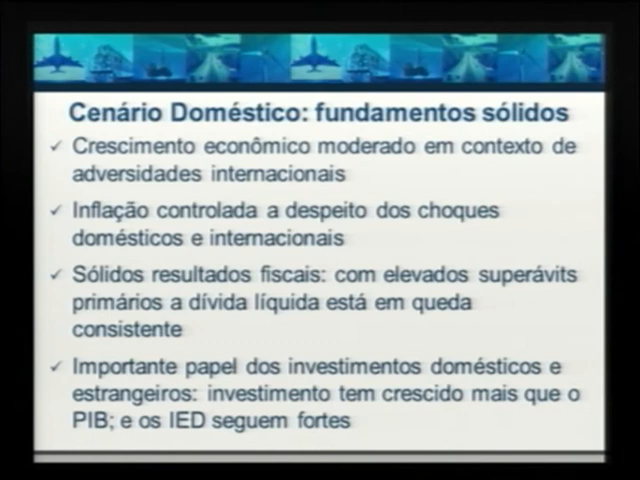 Cenário Doméstico: fundamentos sólidos
✓ Crescimento econômico moderado em contexto de
adversidades internacionais
✓ Inflação controlada a despeito dos choques
domésticos e internacionais
✓ Sólidos resultados fiscais: com elevados superávits
primários a dívida líquida está em queda
consistente
✓ Importante papel dos investimentos domésticos e
estrangeiros: investimento tem crescido mais que o
PIB; e os IED seguem fortes